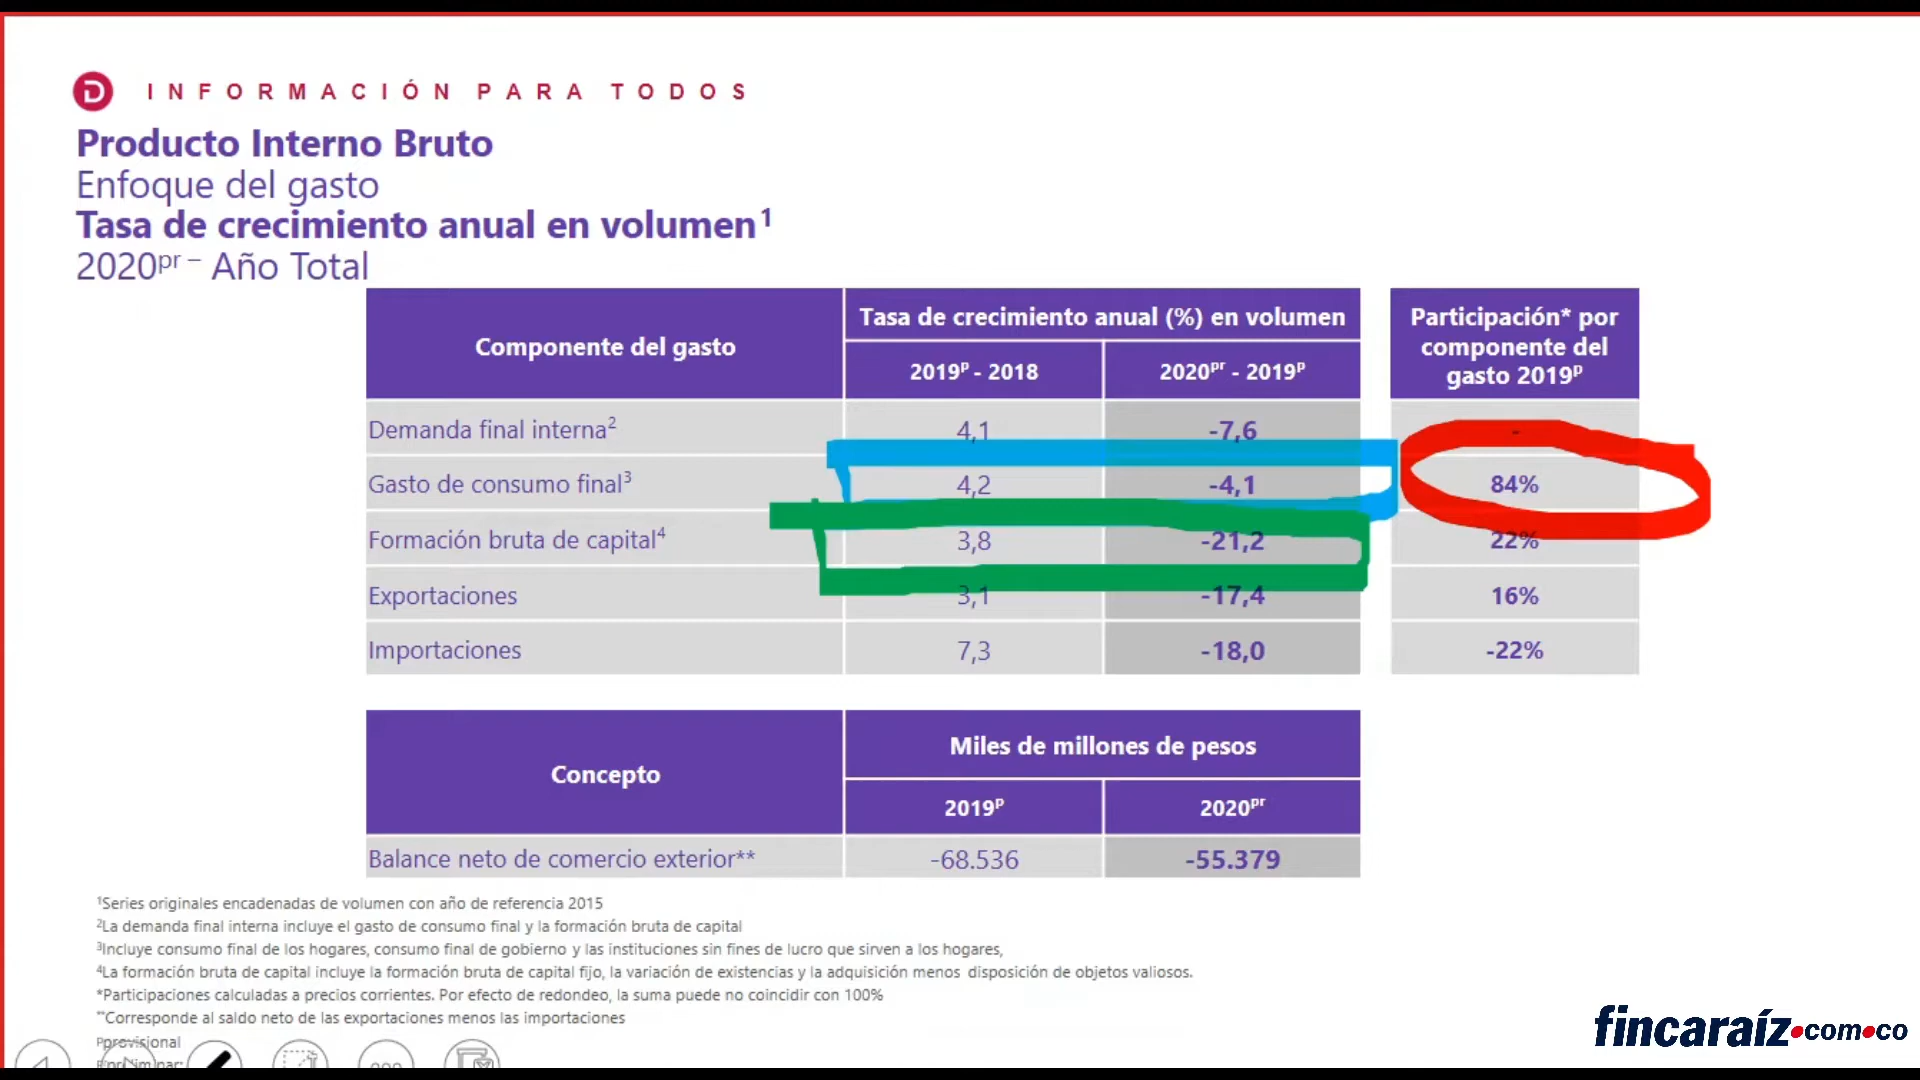 INFORMACIÓN PARA TODOS
Producto Interno Bruto
Enfoque del gasto
Tasa de crecimiento anual en volumen¹
2020ᵖʳ – Año Total
Componente del gasto
Tasa de crecimiento anual (%) en volumen
2019ᵖ - 2018
2020ᵖʳ - 2019ᵖ
Participación* por
componente del
gasto 2019ᵖ
Demanda final interna² 4,1 -7,6 -
Gasto de consumo final³ 4,2 -4,1 84%
Formación bruta de capital⁴ 3,8 -21,2 22%
Exportaciones 3,1 -17,4 16%
Importaciones 7,3 -18,0 -22%
Concepto
Miles de millones de pesos
2019ᵖ
2020ᵖʳ
Balance neto de comercio exterior** -68.536 -55.379
¹Series originales encadenadas de volumen con año de referencia 2015
²La demanda final interna incluye el gasto de consumo final y la formación bruta de capital
³Incluye consumo final de los hogares, consumo final de gobierno y las instituciones sin fines de lucro que sirven a los hogares,
⁴La formación bruta de capital incluye la formación bruta de capital fijo, la variación de existencias y la adquisición menos disposición de objetos valiosos.
*Participaciones calculadas a precios corrientes. Por efecto de redondeo, la suma puede no coincidir con 100%
**Corresponde al saldo neto de las exportaciones menos las importaciones
ᵖprovisional
fincaraíz.com.co